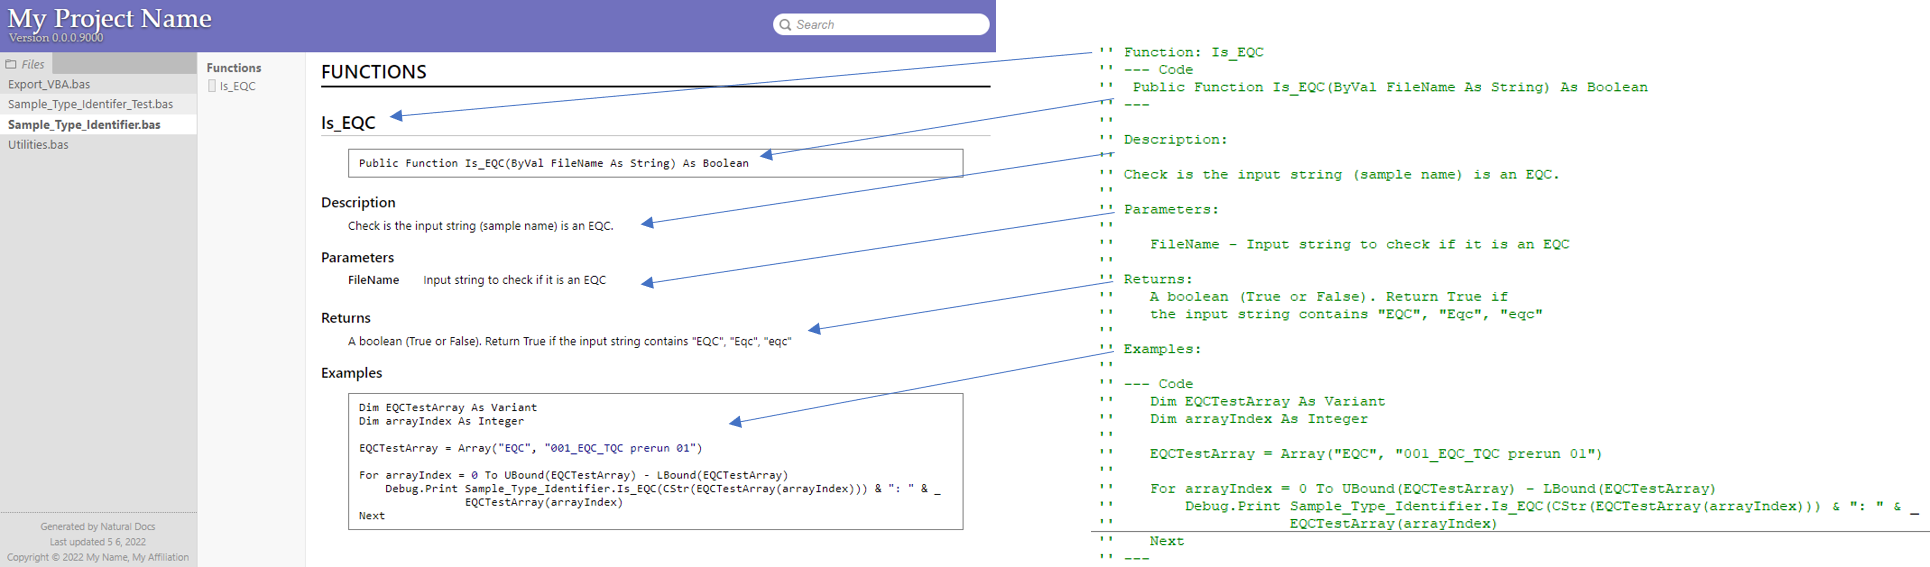 My Project Name
Version 0.0.0.9000
Search
Files
Export_VBA.bas
Sample_Type_Identifer_Test.bas
Sample_Type_Identifier.bas
Utilities.bas
Generated by Natural Docs
Last updated 5 6, 2022
Copyright © 2022 My Name, My Affiliation
Functions
Is_EQC
FUNCTIONS
Is_EQC
Public Function Is_EQC(ByVal FileName As String) As Boolean
Description
Check is the input string (sample name) is an EQC.
Parameters
FileName Input string to check if it is an EQC
Returns
A boolean (True or False). Return True if the input string contains "EQC", "Eqc", "eqc"
Examples
Dim EQCTestArray As Variant
Dim arrayIndex As Integer
EQCTestArray = Array("EQC", "001_EQC_TQC prerun 01")
For arrayIndex = 0 To UBound(EQCTestArray) - LBound(EQCTestArray)
Debug.Print Sample_Type_Identifier.Is_EQC(CStr(EQCTestArray(arrayIndex))) & ": " & _
EQCTestArray(arrayIndex)
Next
'' Function: Is_EQC
'' --- Code
'' Public Function Is_EQC(ByVal FileName As String) As Boolean
'' ---
''
'' Description:
''
'' Check is the input string (sample name) is an EQC.
''
'' Parameters:
''
'' FileName - Input string to check if it is an EQC
''
'' Returns:
'' A boolean (True or False). Return True if
'' the input string contains "EQC", "Eqc", "eqc"
''
'' Examples:
''
'' --- Code
'' Dim EQCTestArray As Variant
'' Dim arrayIndex As Integer
''
'' EQCTestArray = Array("EQC", "001_EQC_TQC prerun 01")
''
'' For arrayIndex = 0 To UBound(EQCTestArray) - LBound(EQCTestArray)
'' Debug.Print Sample_Type_Identifier.Is_EQC(CStr(EQCTestArray(arrayIndex))) & ": " & _
'' EQCTestArray(arrayIndex)
'' Next
'' ---